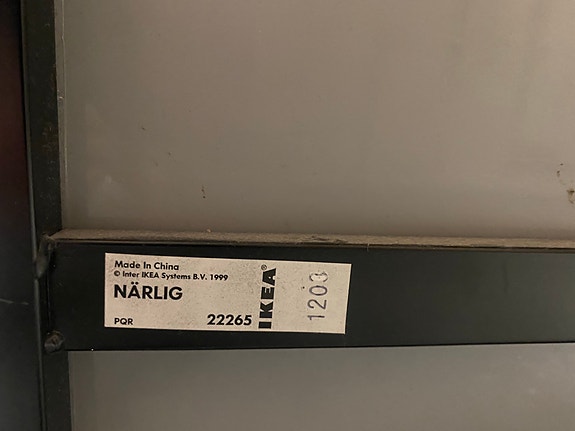 Made In China
© Inter IKEA Systems B.V. 1999
NÄRLIG
PQR 22265
IKEA®
1203